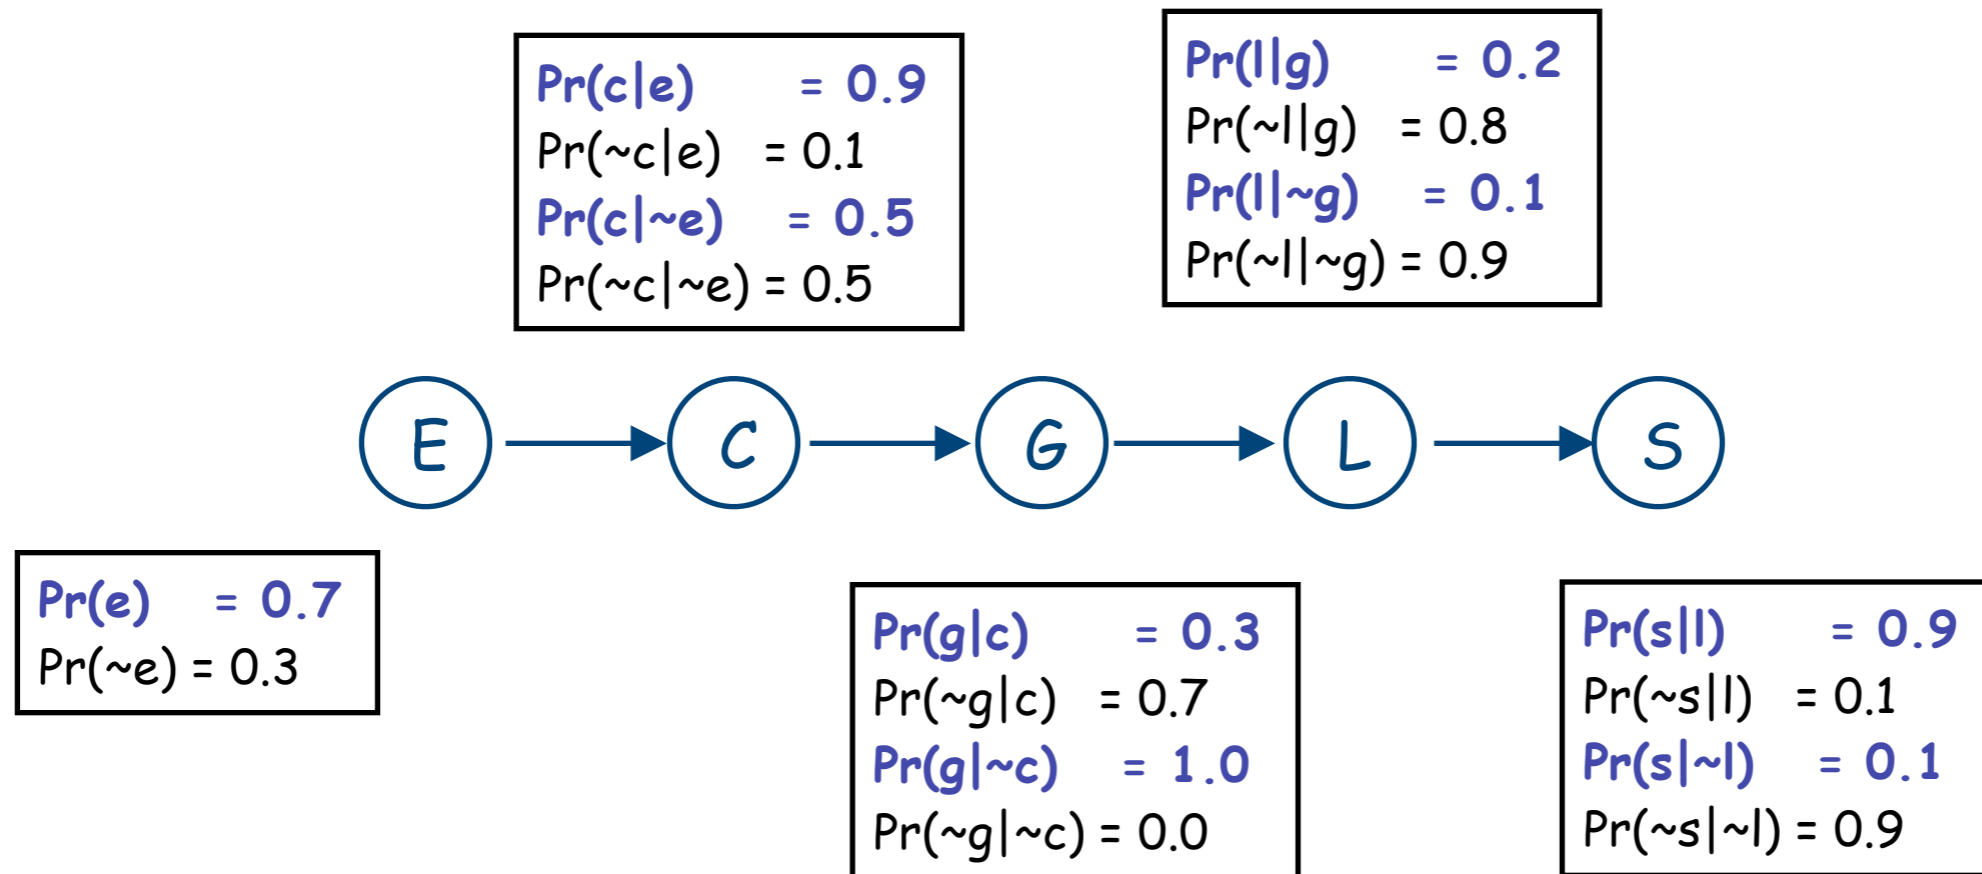 Pr(c|e) = 0.9
Pr(~c|e) = 0.1
Pr(c|~e) = 0.5
Pr(~c|~e) = 0.5
Pr(l|g) = 0.2
Pr(~l|g) = 0.8
Pr(l|~g) = 0.1
Pr(~l|~g) = 0.9
E
C
G
L
S
Pr(e) = 0.7
Pr(~e) = 0.3
Pr(g|c) = 0.3
Pr(~g|c) = 0.7
Pr(g|~c) = 1.0
Pr(~g|~c) = 0.0
Pr(s|l) = 0.9
Pr(~s|l) = 0.1
Pr(s|~l) = 0.1
Pr(~s|~l) = 0.9